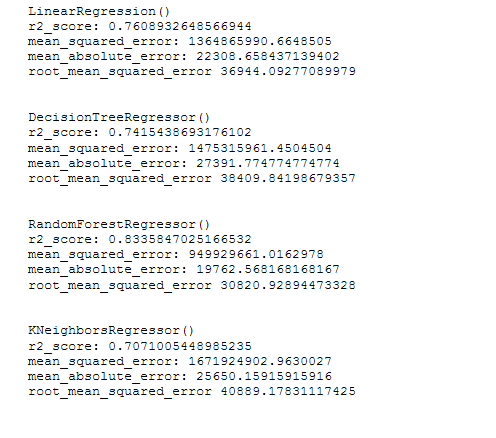 LinearRegression()
r2_score: 0.7608932648566944
mean_squared_error: 1364865990.6648505
mean_absolute_error: 22308.658437139402
root_mean_squared_error 36944.09277089979
DecisionTreeRegressor()
r2_score: 0.7415438693176102
mean_squared_error: 1475315961.4504504
mean_absolute_error: 27391.774774774774
root_mean_squared_error 38409.84198679357
RandomForestRegressor()
r2_score: 0.8335847025166532
mean_squared_error: 949929661.0162978
mean_absolute_error: 19762.568168168167
root_mean_squared_error 30820.92894473328
KNeighborsRegressor()
r2_score: 0.7071005448985235
mean_squared_error: 1671924902.9630027
mean_absolute_error: 25650.15915915916
root_mean_squared_error 40889.17831117425